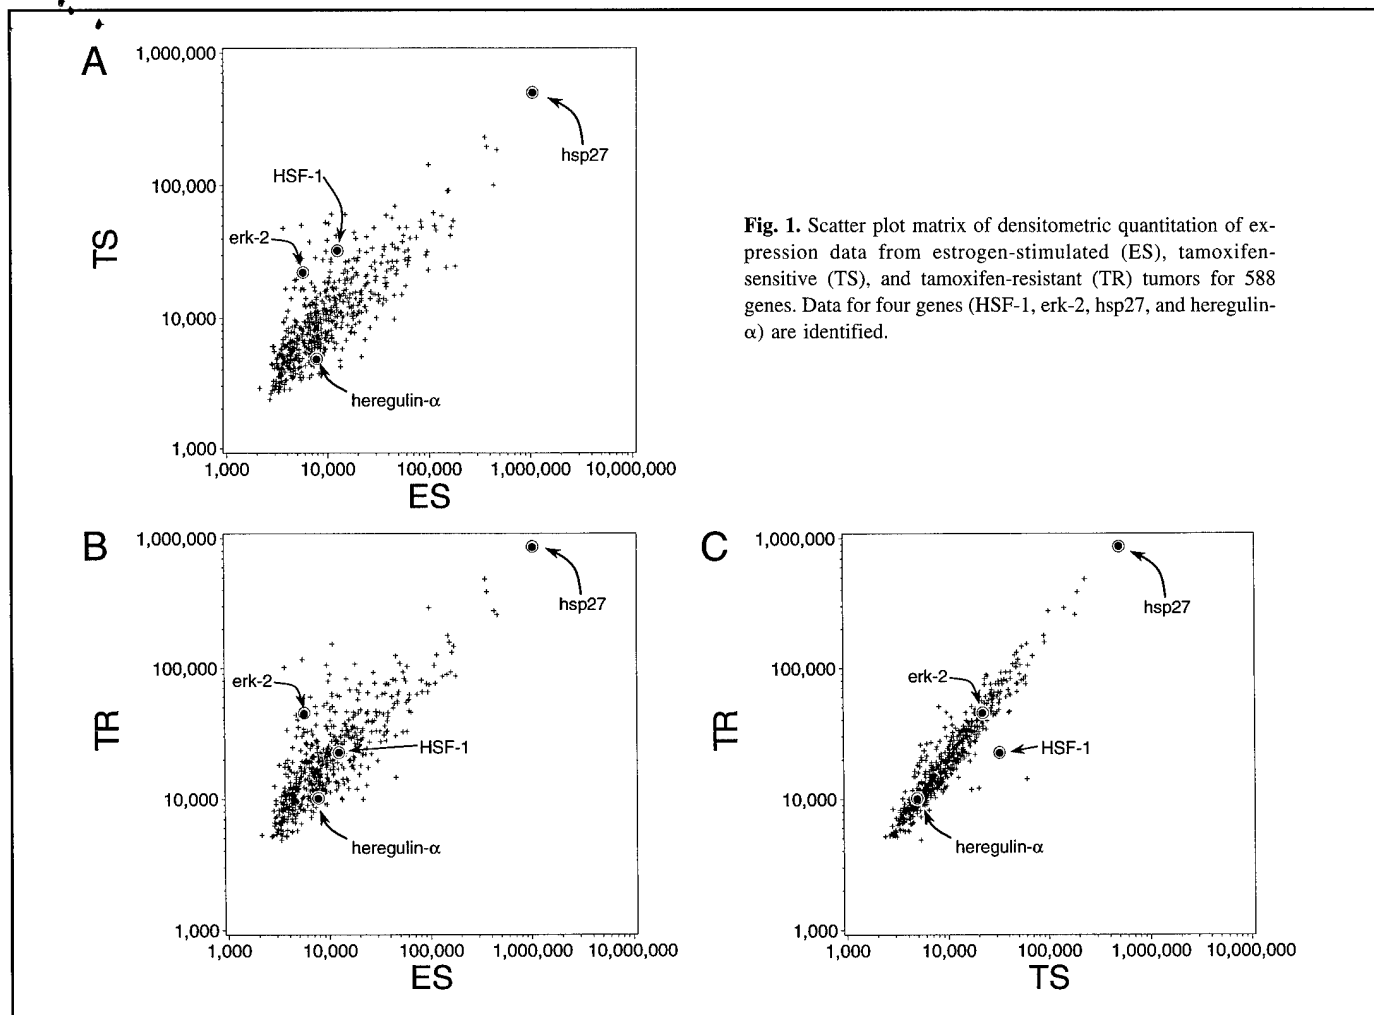 A
1,000,000
100,000
10,000
1,000
TS
1,000 10,000 100,000 1,000,000 10,000,000
ES
hsp27
HSF-1
erk-2
heregulin-α
Fig. 1. Scatter plot matrix of densitometric quantitation of ex-
pression data from estrogen-stimulated (ES), tamoxifen-
sensitive (TS), and tamoxifen-resistant (TR) tumors for 588
genes. Data for four genes (HSF-1, erk-2, hsp27, and heregulin-
α) are identified.
B
1,000,000
100,000
10,000
1,000
TR
1,000 10,000 100,000 1,000,000 10,000,000
ES
hsp27
erk-2
HSF-1
heregulin-α
C
1,000,000
100,000
10,000
1,000
TR
1,000 10,000 100,000 1,000,000 10,000,000
TS
hsp27
erk-2
HSF-1
heregulin-α